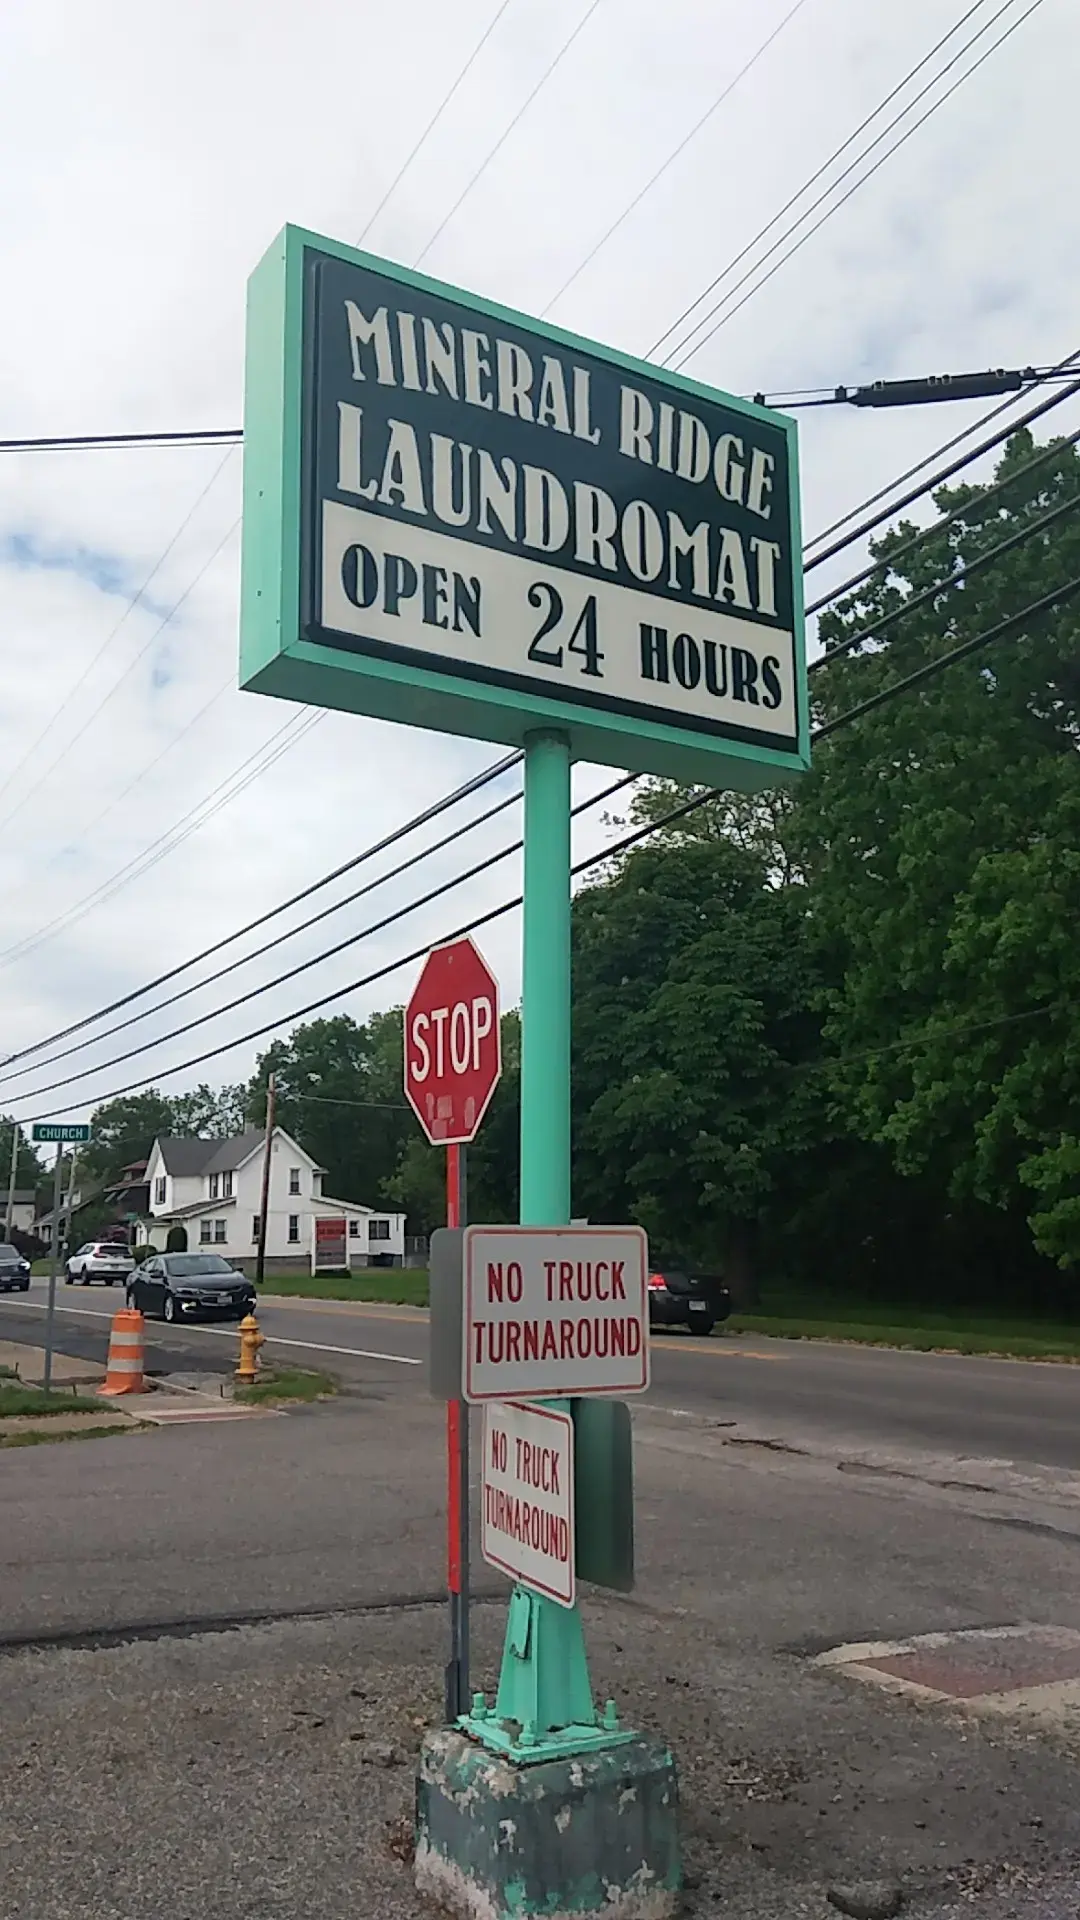 MINERAL RIDGE
LAUNDROMAT
OPEN 24 HOURS
STOP
CHURCH
NO TRUCK
TURNAROUND
NO TRUCK
TURNAROUND